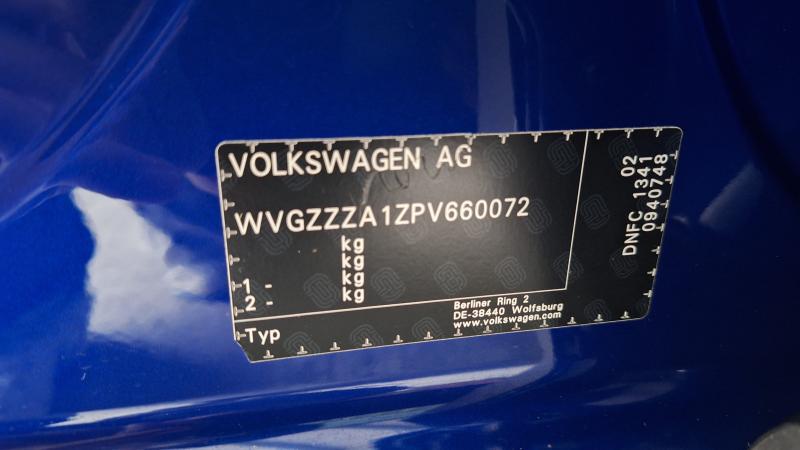 VOLKSWAGEN AG
WVGZZZA1ZPV660072
kg
kg
1 - kg
2 - kg
Typ
Berliner Ring 2
DE-38440 Wolfsburg
www.volkswagen.com
02
DNFC 1341
0940748